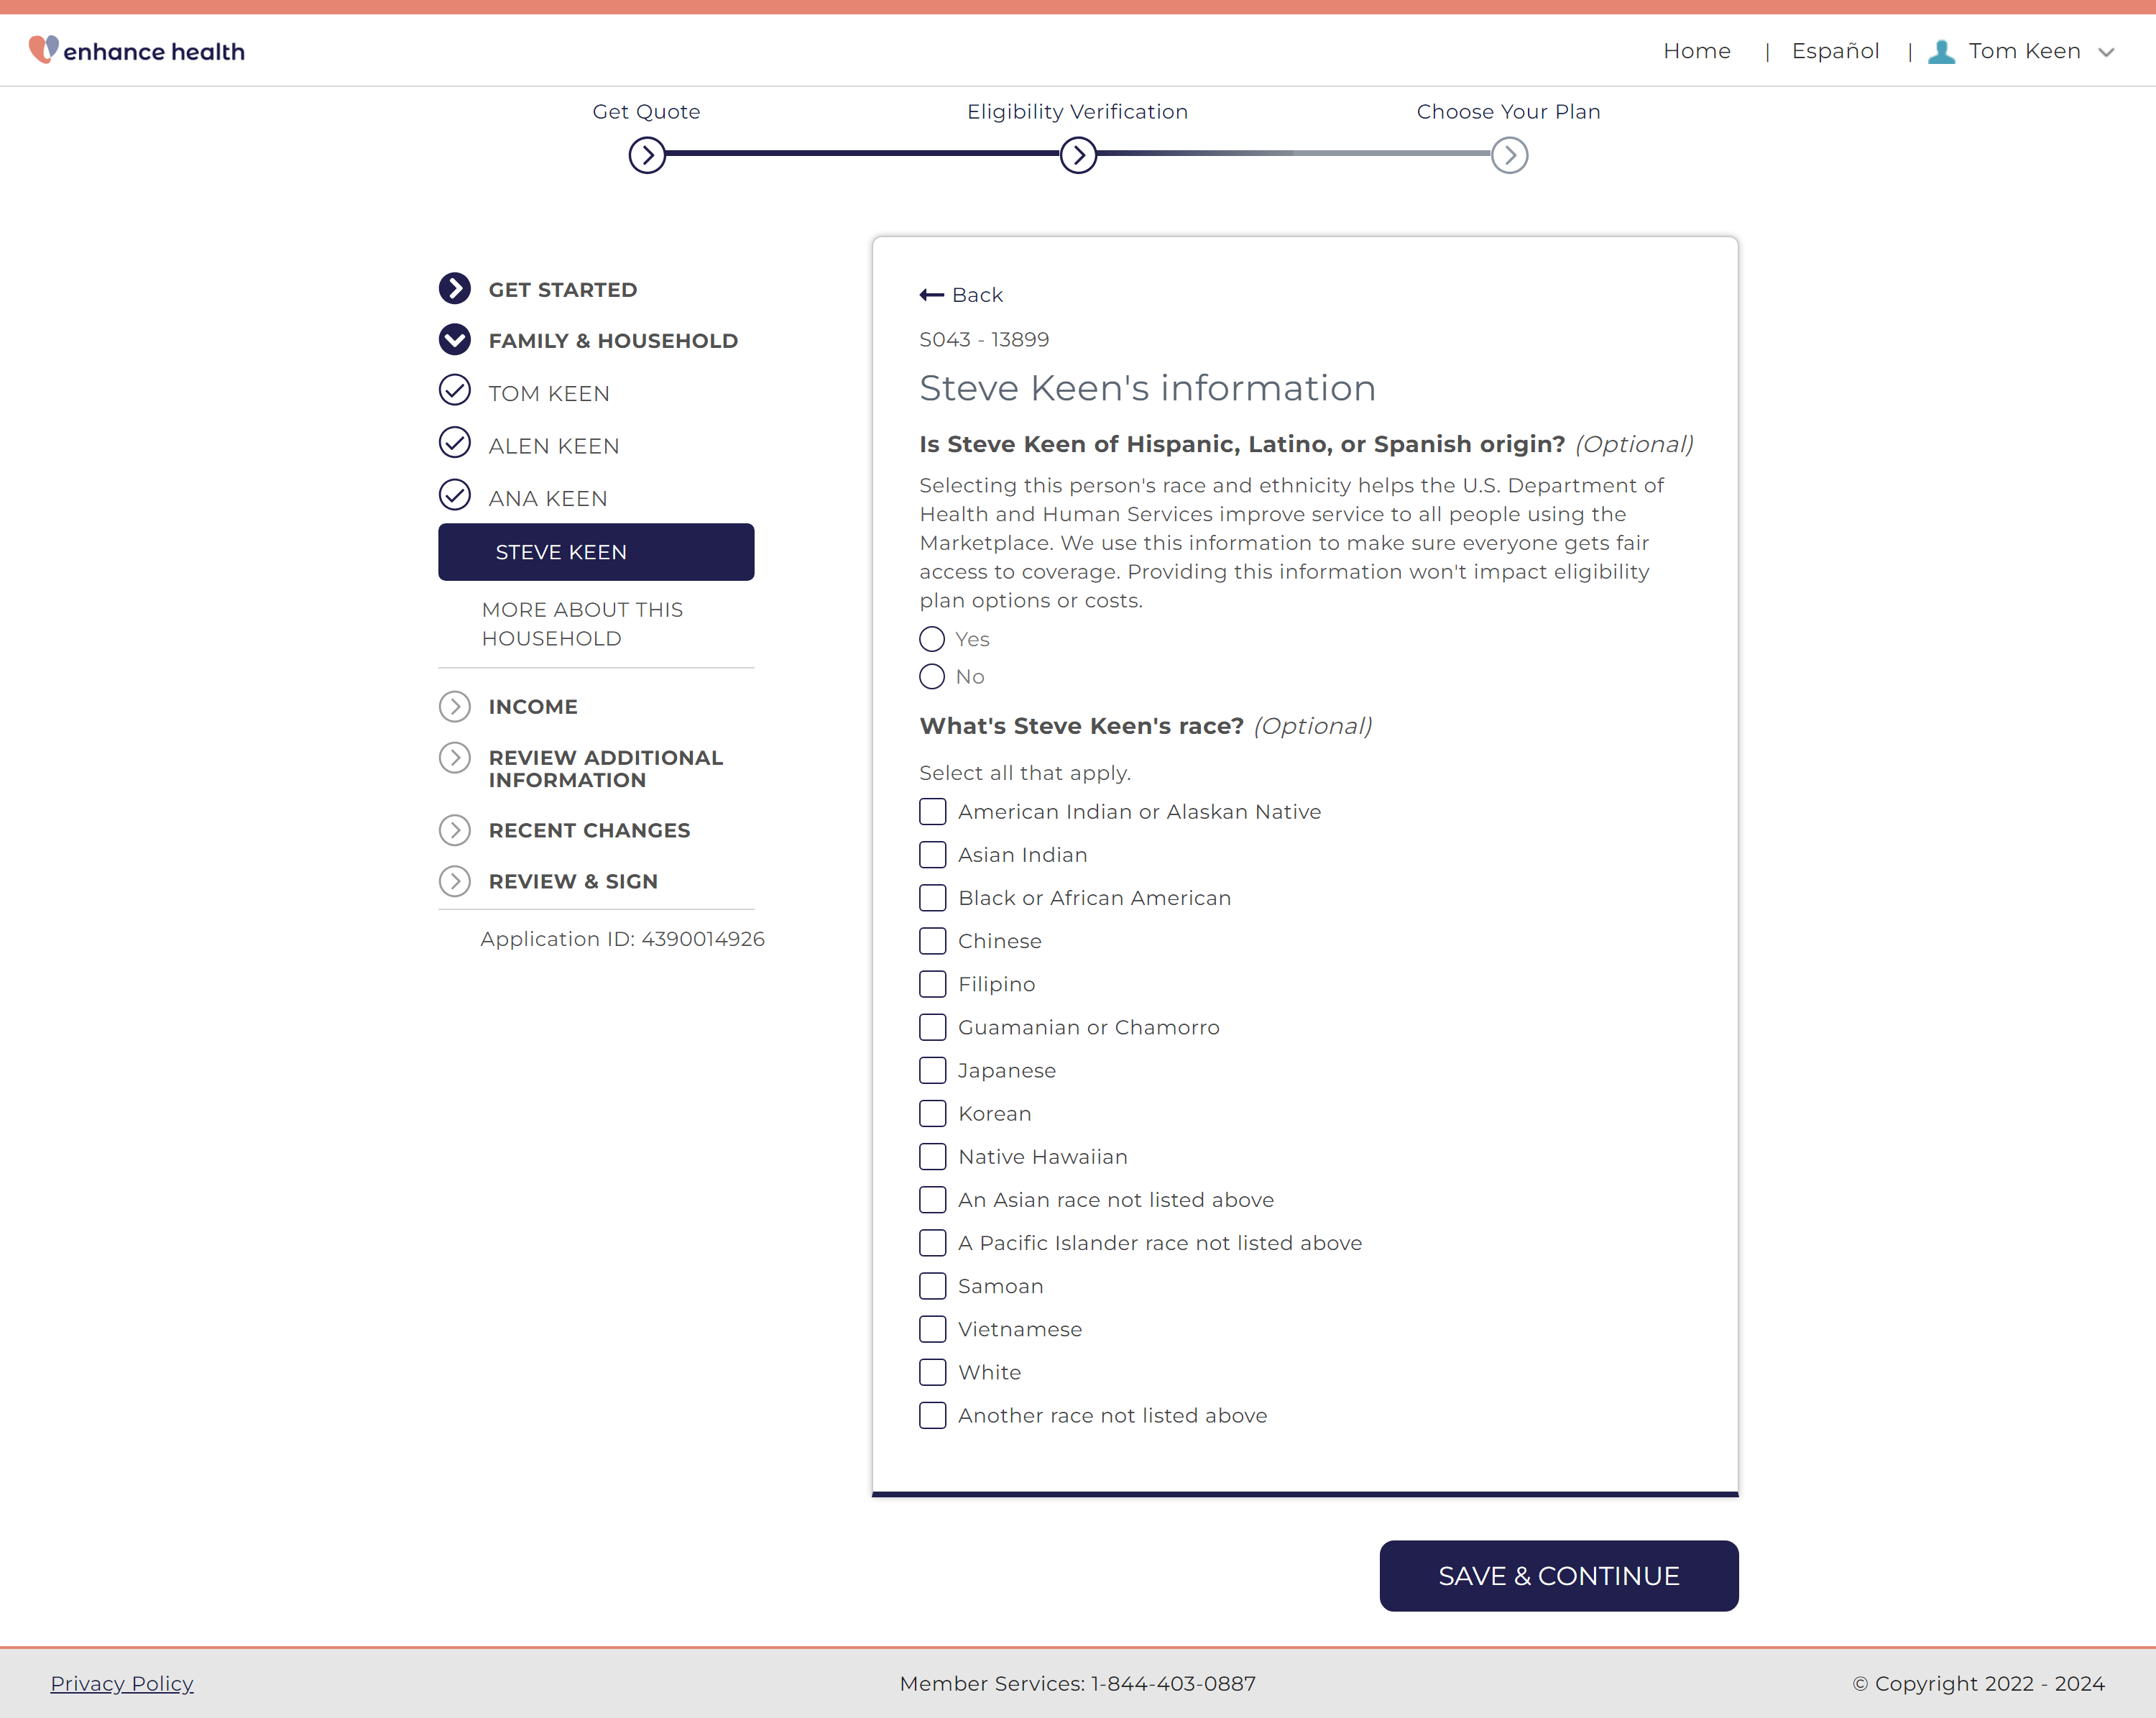 enhance health
Home | Español | Tom Keen
Get Quote
Eligibility Verification
Choose Your Plan
GET STARTED
FAMILY & HOUSEHOLD
TOM KEEN
ALEN KEEN
ANA KEEN
STEVE KEEN
MORE ABOUT THIS
HOUSEHOLD
INCOME
REVIEW ADDITIONAL
INFORMATION
RECENT CHANGES
REVIEW & SIGN
Application ID: 4390014926
Back
S043 - 13899
Steve Keen's information
Is Steve Keen of Hispanic, Latino, or Spanish origin? (Optional)
Selecting this person's race and ethnicity helps the U.S. Department of
Health and Human Services improve service to all people using the
Marketplace. We use this information to make sure everyone gets fair
access to coverage. Providing this information won't impact eligibility
plan options or costs.
Yes
No
What's Steve Keen's race? (Optional)
Select all that apply.
American Indian or Alaskan Native
Asian Indian
Black or African American
Chinese
Filipino
Guamanian or Chamorro
Japanese
Korean
Native Hawaiian
An Asian race not listed above
A Pacific Islander race not listed above
Samoan
Vietnamese
White
Another race not listed above
SAVE & CONTINUE
Privacy Policy
Member Services: 1-844-403-0887
© Copyright 2022 - 2024